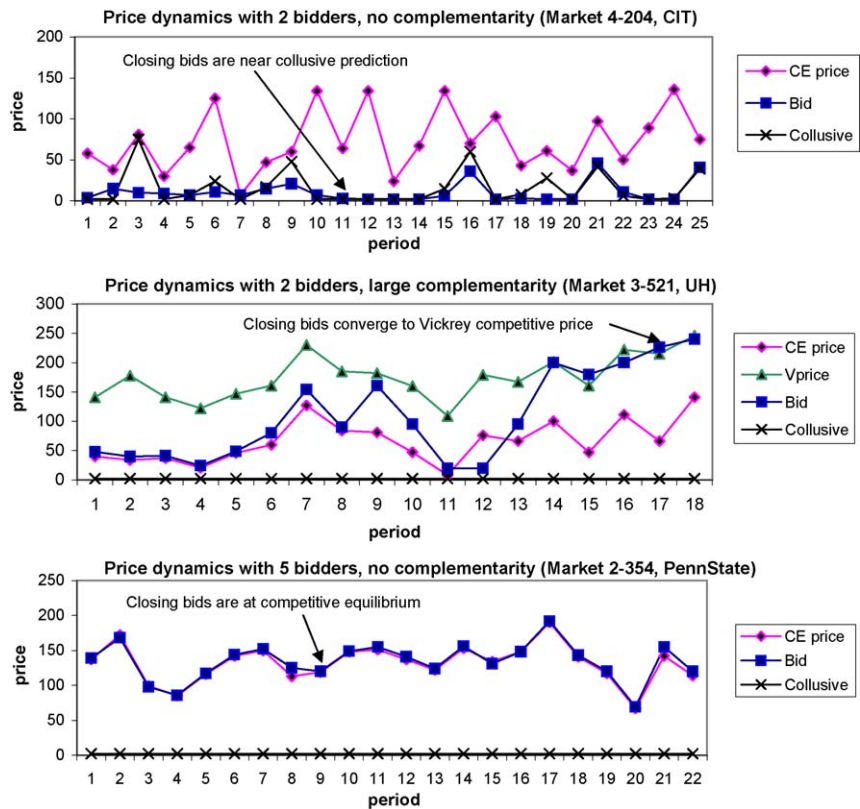 Price dynamics with 2 bidders, no complementarity (Market 4-204, CIT)
200
150
100
50
0
price
Closing bids are near collusive prediction
CE price
Bid
Collusive
1 2 3 4 5 6 7 8 9 10 11 12 13 14 15 16 17 18 19 20 21 22 23 24 25
period
Price dynamics with 2 bidders, large complementarity (Market 3-521, UH)
300
250
200
150
100
50
0
price
Closing bids converge to Vickrey competitive price
CE price
Vprice
Bid
Collusive
1 2 3 4 5 6 7 8 9 10 11 12 13 14 15 16 17 18
period
Price dynamics with 5 bidders, no complementarity (Market 2-354, PennState)
250
200
150
100
50
0
price
Closing bids are at competitive equilibrium
CE price
Bid
Collusive
1 2 3 4 5 6 7 8 9 10 11 12 13 14 15 16 17 18 19 20 21 22
period